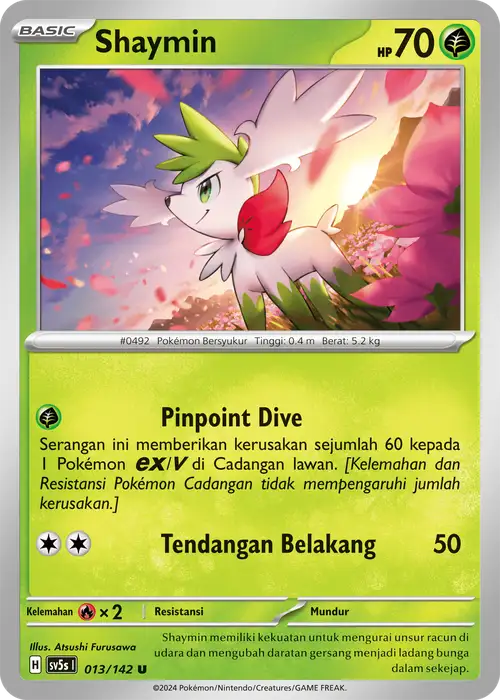 BASIC
Shaymin
HP 70
#0492 Pokémon Bersyukur Tinggi: 0.4 m Berat: 5.2 kg
Pinpoint Dive
Serangan ini memberikan kerusakan sejumlah 60 kepada
1 Pokémon ex/V di Cadangan lawan. [Kelemahan dan
Resistansi Pokémon Cadangan tidak mempengaruhi jumlah
kerusakan.]
Tendangan Belakang 50
Kelemahan × 2 Resistansi Mundur
Illus. Atsushi Furusawa
H sv5s I 013/142 U
Shaymin memiliki kekuatan untuk mengurai unsur racun di
udara dan mengubah daratan gersang menjadi ladang bunga
dalam sekejap.
©2024 Pokémon/Nintendo/Creatures/GAME FREAK.